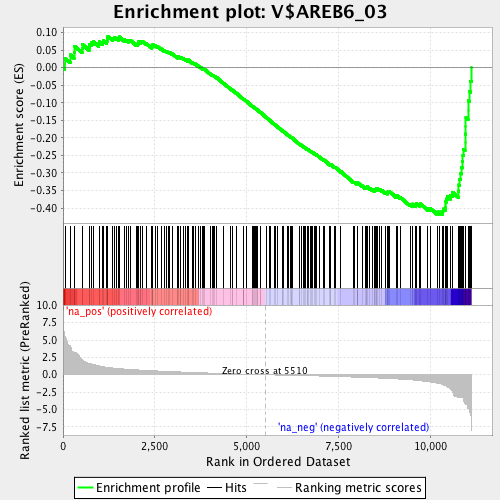 Enrichment plot: V$AREB6_03
Enrichment score (ES)
0.10
0.05
0.00
-0.05
-0.10
-0.15
-0.20
-0.25
-0.30
-0.35
-0.40
'na_pos' (positively correlated)
Ranked list metric (PreRanked)
10.0
7.5
5.0
2.5
0.0
-2.5
-5.0
-7.5
Zero cross at 5510
'na_neg' (negatively correlated)
0
2,500
5,000
7,500
10,000
Rank in Ordered Dataset
Enrichment profile
Hits
Ranking metric scores